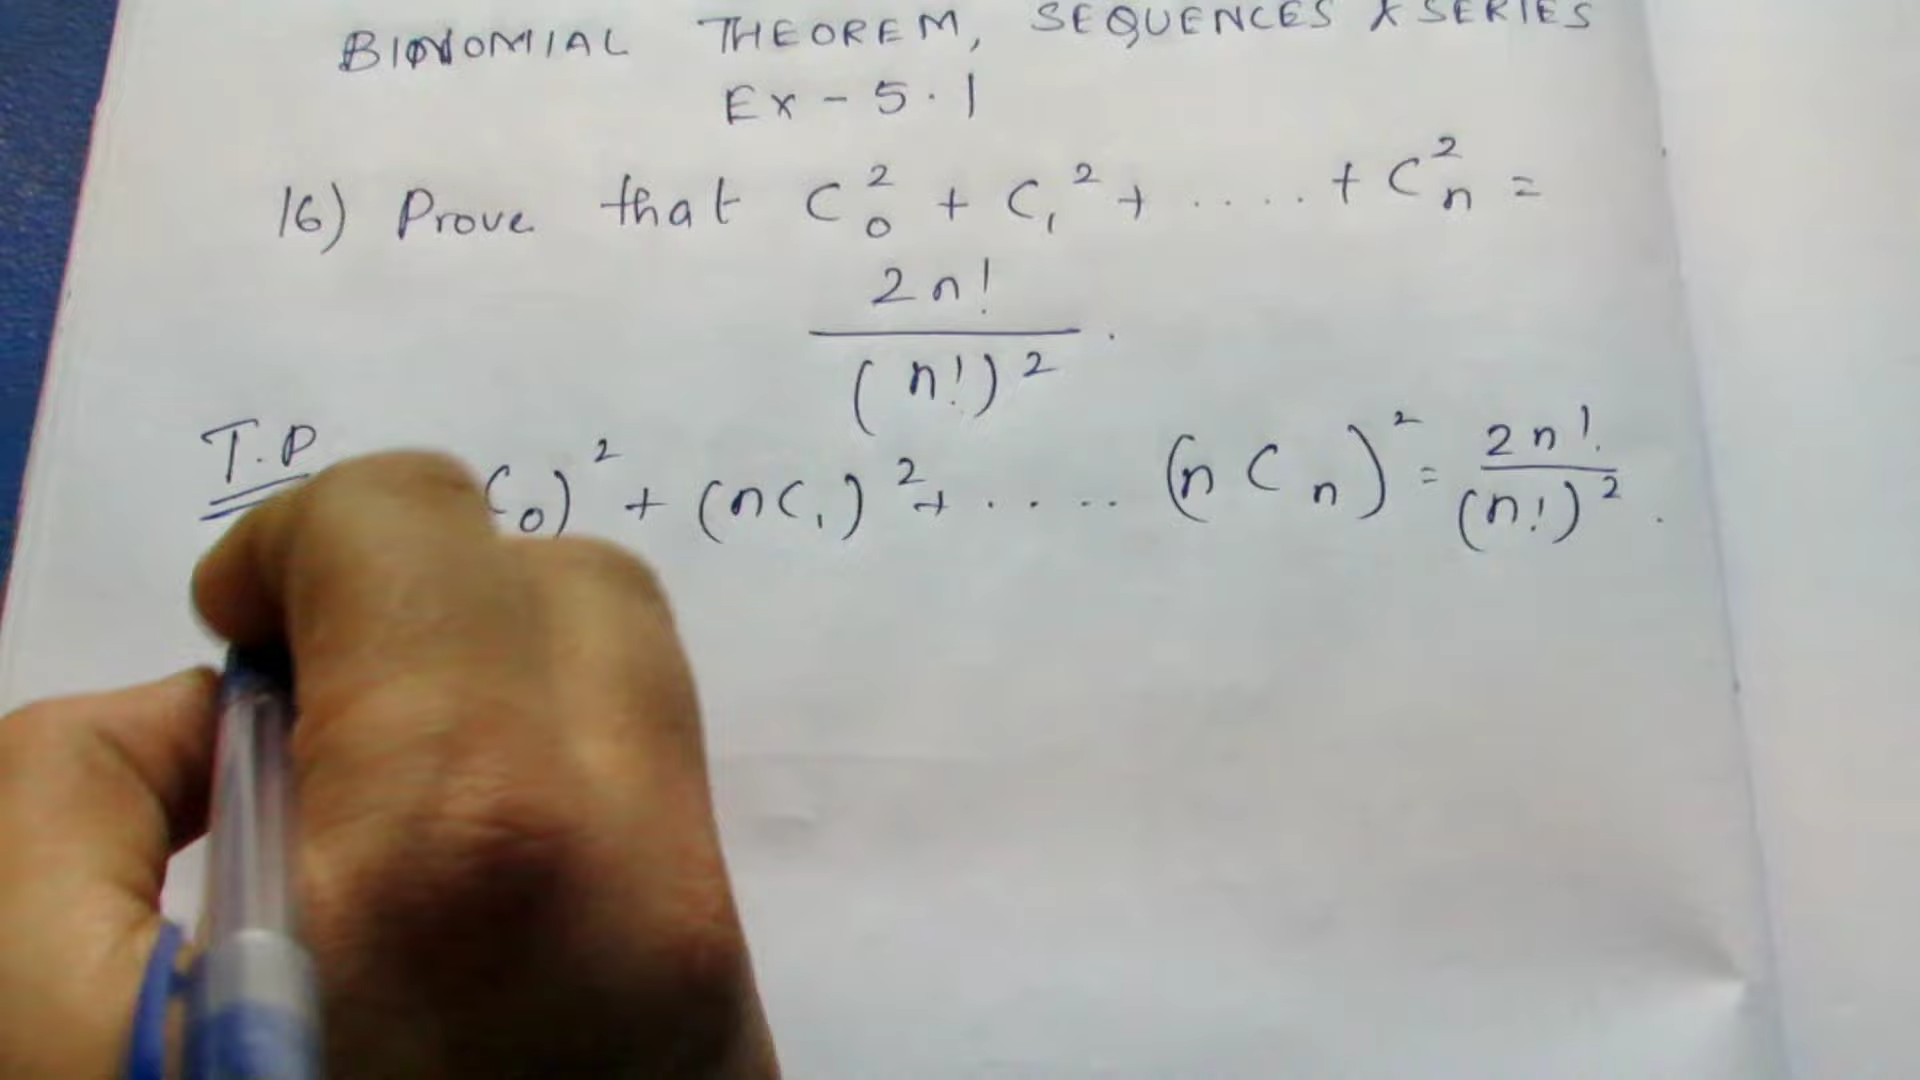 BINOMIAL THEOREM, SEQUENCES & SERIES
Ex - 5.1
16) Prove that C₀² + C₁² + ..... + Cₙ² =
2n!
(n!)² .
T.P
C₀)² + (nC₁)² + ..... (nCₙ)² = 2n!/(n!)² .